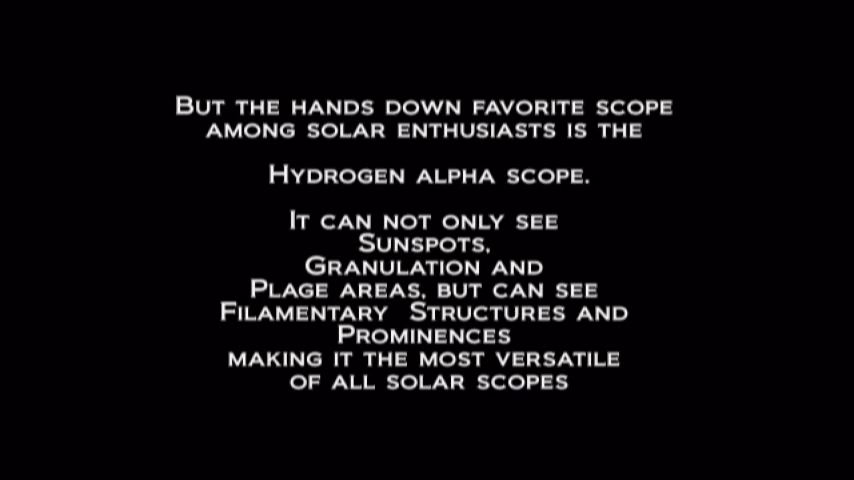 But the hands down favorite scope
among solar enthusiasts is the
Hydrogen alpha scope.
It can not only see
Sunspots,
Granulation and
Plage areas, but can see
Filamentary Structures and
Prominences
making it the most versatile
of all solar scopes